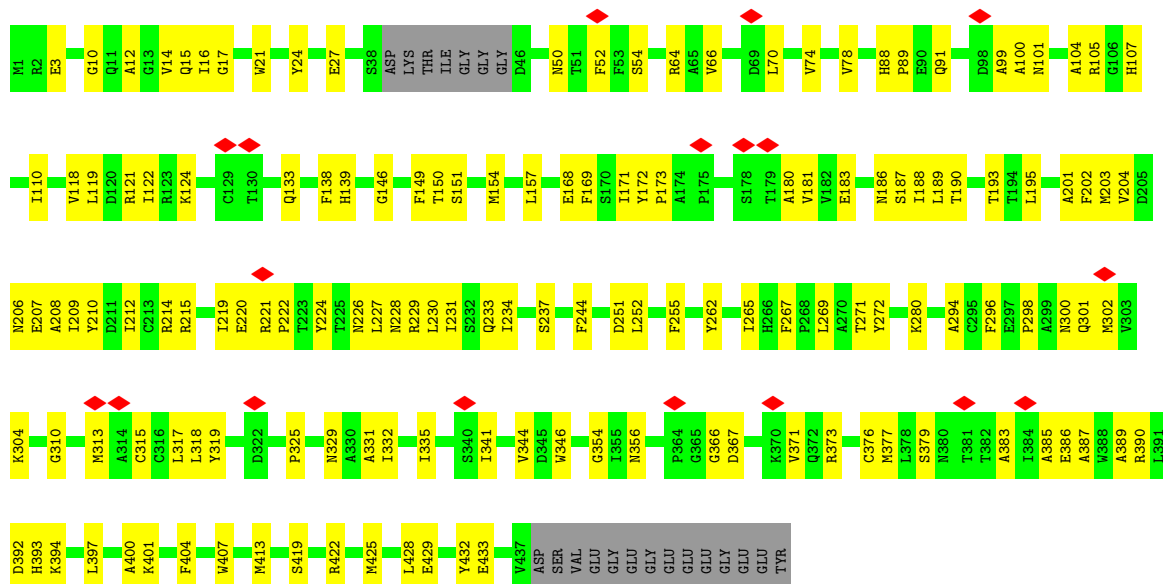 M1 R2 E3 G10 Q11 A12 G13 V14 Q15 I16 G17 W21 Y24 E27 S38 ASP LYS THR ILE GLY GLY GLY D46 N50 T51 F52 F53 S54 R64 A65 V66 D69 L70 V74 V78 H88 P89 E90 Q91 D98 A99 A100 N101 A104 R105 G106 H107
I110 V118 L119 D120 R121 I122 R123 K124 C129 T130 Q133 F138 H139 G146 F149 T150 S151 M154 L157 E168 F169 S170 I171 Y172 P173 A174 P175 S178 T179 A180 V181 V182 E183 N186 S187 I188 L189 T190 T193 T194 L195 A201 F202 M203 V204 D205
N206 E207 A208 I209 Y210 D211 I212 C213 R214 R215 I219 E220 R221 P222 T223 Y224 T225 N226 L227 N228 R229 L230 I231 S232 Q233 I234 S237 F244 D251 L252 F255 Y262 I265 H266 F267 P268 L269 A270 T271 Y272 K280 A294 C295 F296 E297 P298 A299 N300 Q301 M302 V303
K304 G310 M313 A314 C315 C316 L317 L318 Y319 D322 P325 N329 A330 A331 I332 I335 S340 I341 V344 D345 W346 G354 I355 N356 P364 G365 G366 D367 K370 V371 Q372 R373 C376 M377 L378 S379 N380 T381 T382 A383 I384 A385 E386 A387 W388 A389 R390 L391
D392 H393 K394 L397 A400 K401 F404 W407 M413 S419 R422 M425 L428 E429 Y432 E433 V437 ASP SER VAL GLU GLY GLU GLU GLY GLU GLU GLU GLY GLU GLU TYR